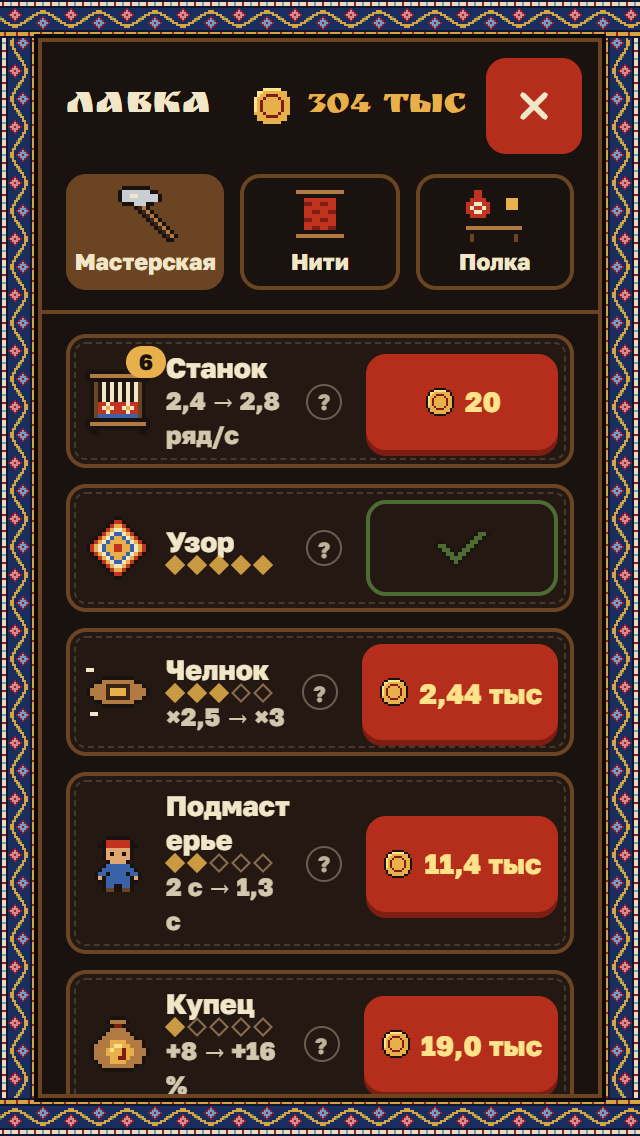 ЛАВКА
304 ТЫС
Мастерская
Нити
Полка
6
Станок
2,4 → 2,8
ряд/с
?
20
Узор
?
Челнок
×2,5 → ×3
?
2,44 тыс
Подмаст
ерье
2 с → 1,3
с
?
11,4 тыс
Купец
+8 → +16
%
?
19,0 тыс